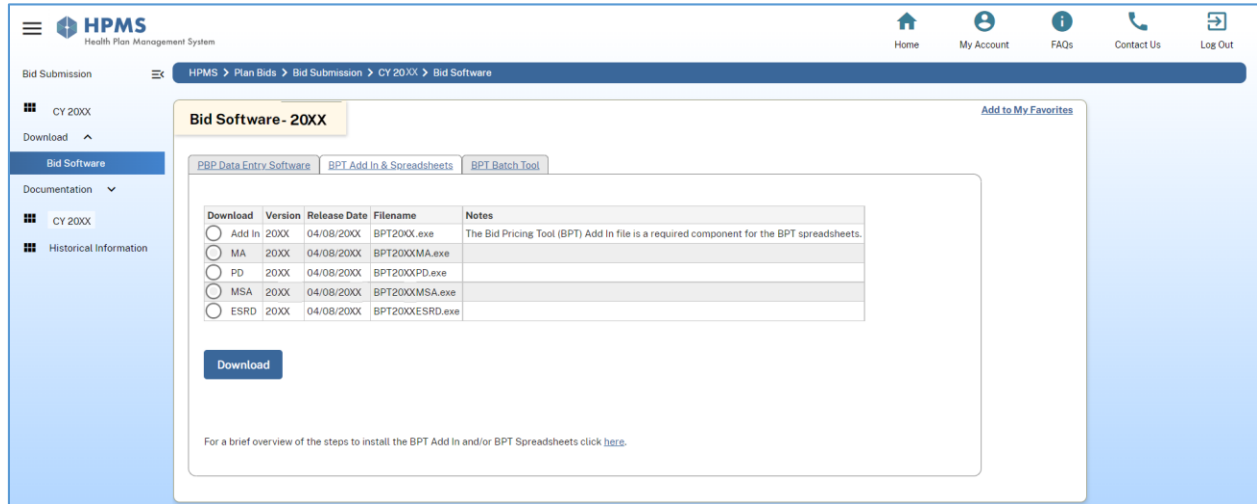 HPMS
Health Plan Management System
Home
My Account
FAQs
Contact Us
Log Out
Bid Submission
HPMS > Plan Bids > Bid Submission > CY 20XX > Bid Software
CY 20XX
Download
Bid Software
Documentation
CY 20XX
Historical Information
Add to My Favorites
Bid Software- 20XX
PBP Data Entry Software BPT Add In & Spreadsheets BPT Batch Tool
Download Version Release Date Filename Notes
Add In 20XX 04/08/20XX BPT20XX.exe The Bid Pricing Tool (BPT) Add In file is a required component for the BPT spreadsheets.
MA 20XX 04/08/20XX BPT20XXMA.exe
PD 20XX 04/08/20XX BPT20XXPD.exe
MSA 20XX 04/08/20XX BPT20XXMSA.exe
ESRD 20XX 04/08/20XX BPT20XXESRD.exe
Download
For a brief overview of the steps to install the BPT Add In and/or BPT Spreadsheets click here.